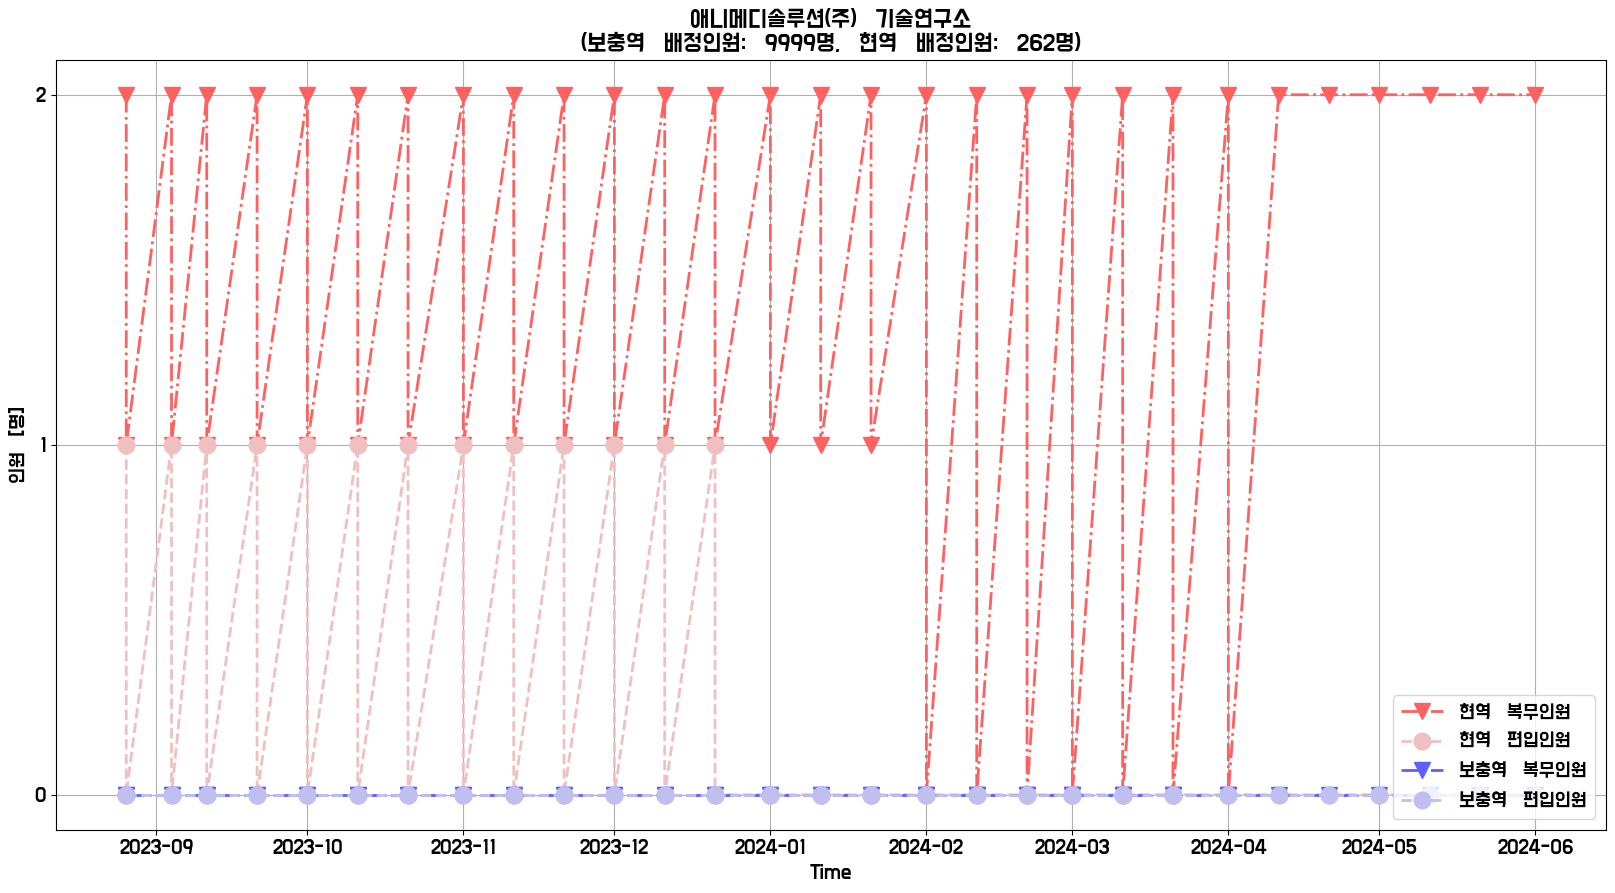 애니메디솔루션(주) 기술연구소
(보충역 배정인원: 9999명, 현역 배정인원: 262명)
인원 [명]
2
1
0
현역 복무인원
현역 편입인원
보충역 복무인원
보충역 편입인원
2023-09 2023-10 2023-11 2023-12 2024-01 2024-02 2024-03 2024-04 2024-05 2024-06
Time